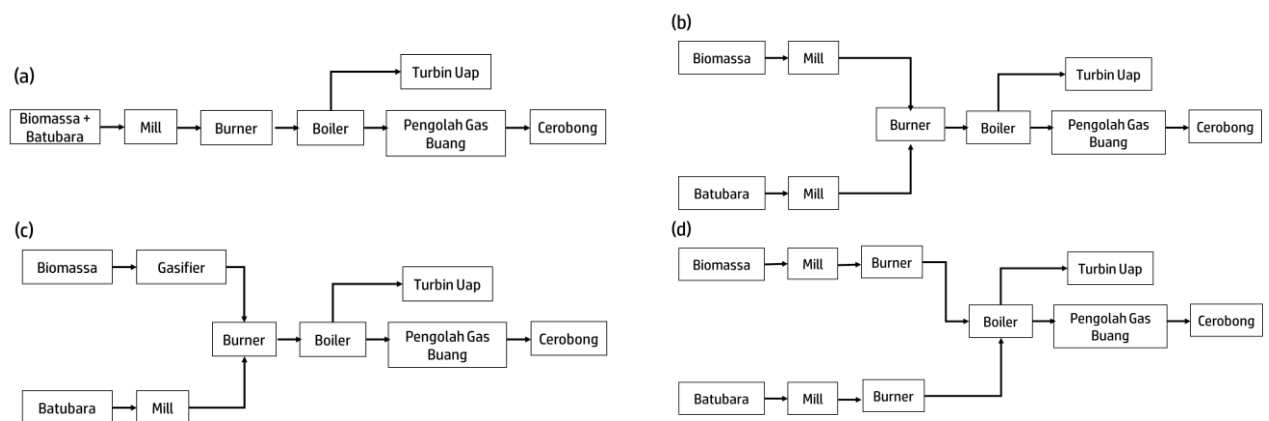 (a)
Biomassa +
Batubara
Mill
Burner
Boiler
Turbin Uap
Pengolah Gas
Buang
Cerobong
(b)
Biomassa
Mill
Batubara
Mill
Burner
Boiler
Turbin Uap
Pengolah Gas
Buang
Cerobong
(c)
Biomassa
Gasifier
Batubara
Mill
Burner
Boiler
Turbin Uap
Pengolah Gas
Buang
Cerobong
(d)
Biomassa
Mill
Burner
Batubara
Mill
Burner
Boiler
Turbin Uap
Pengolah Gas
Buang
Cerobong